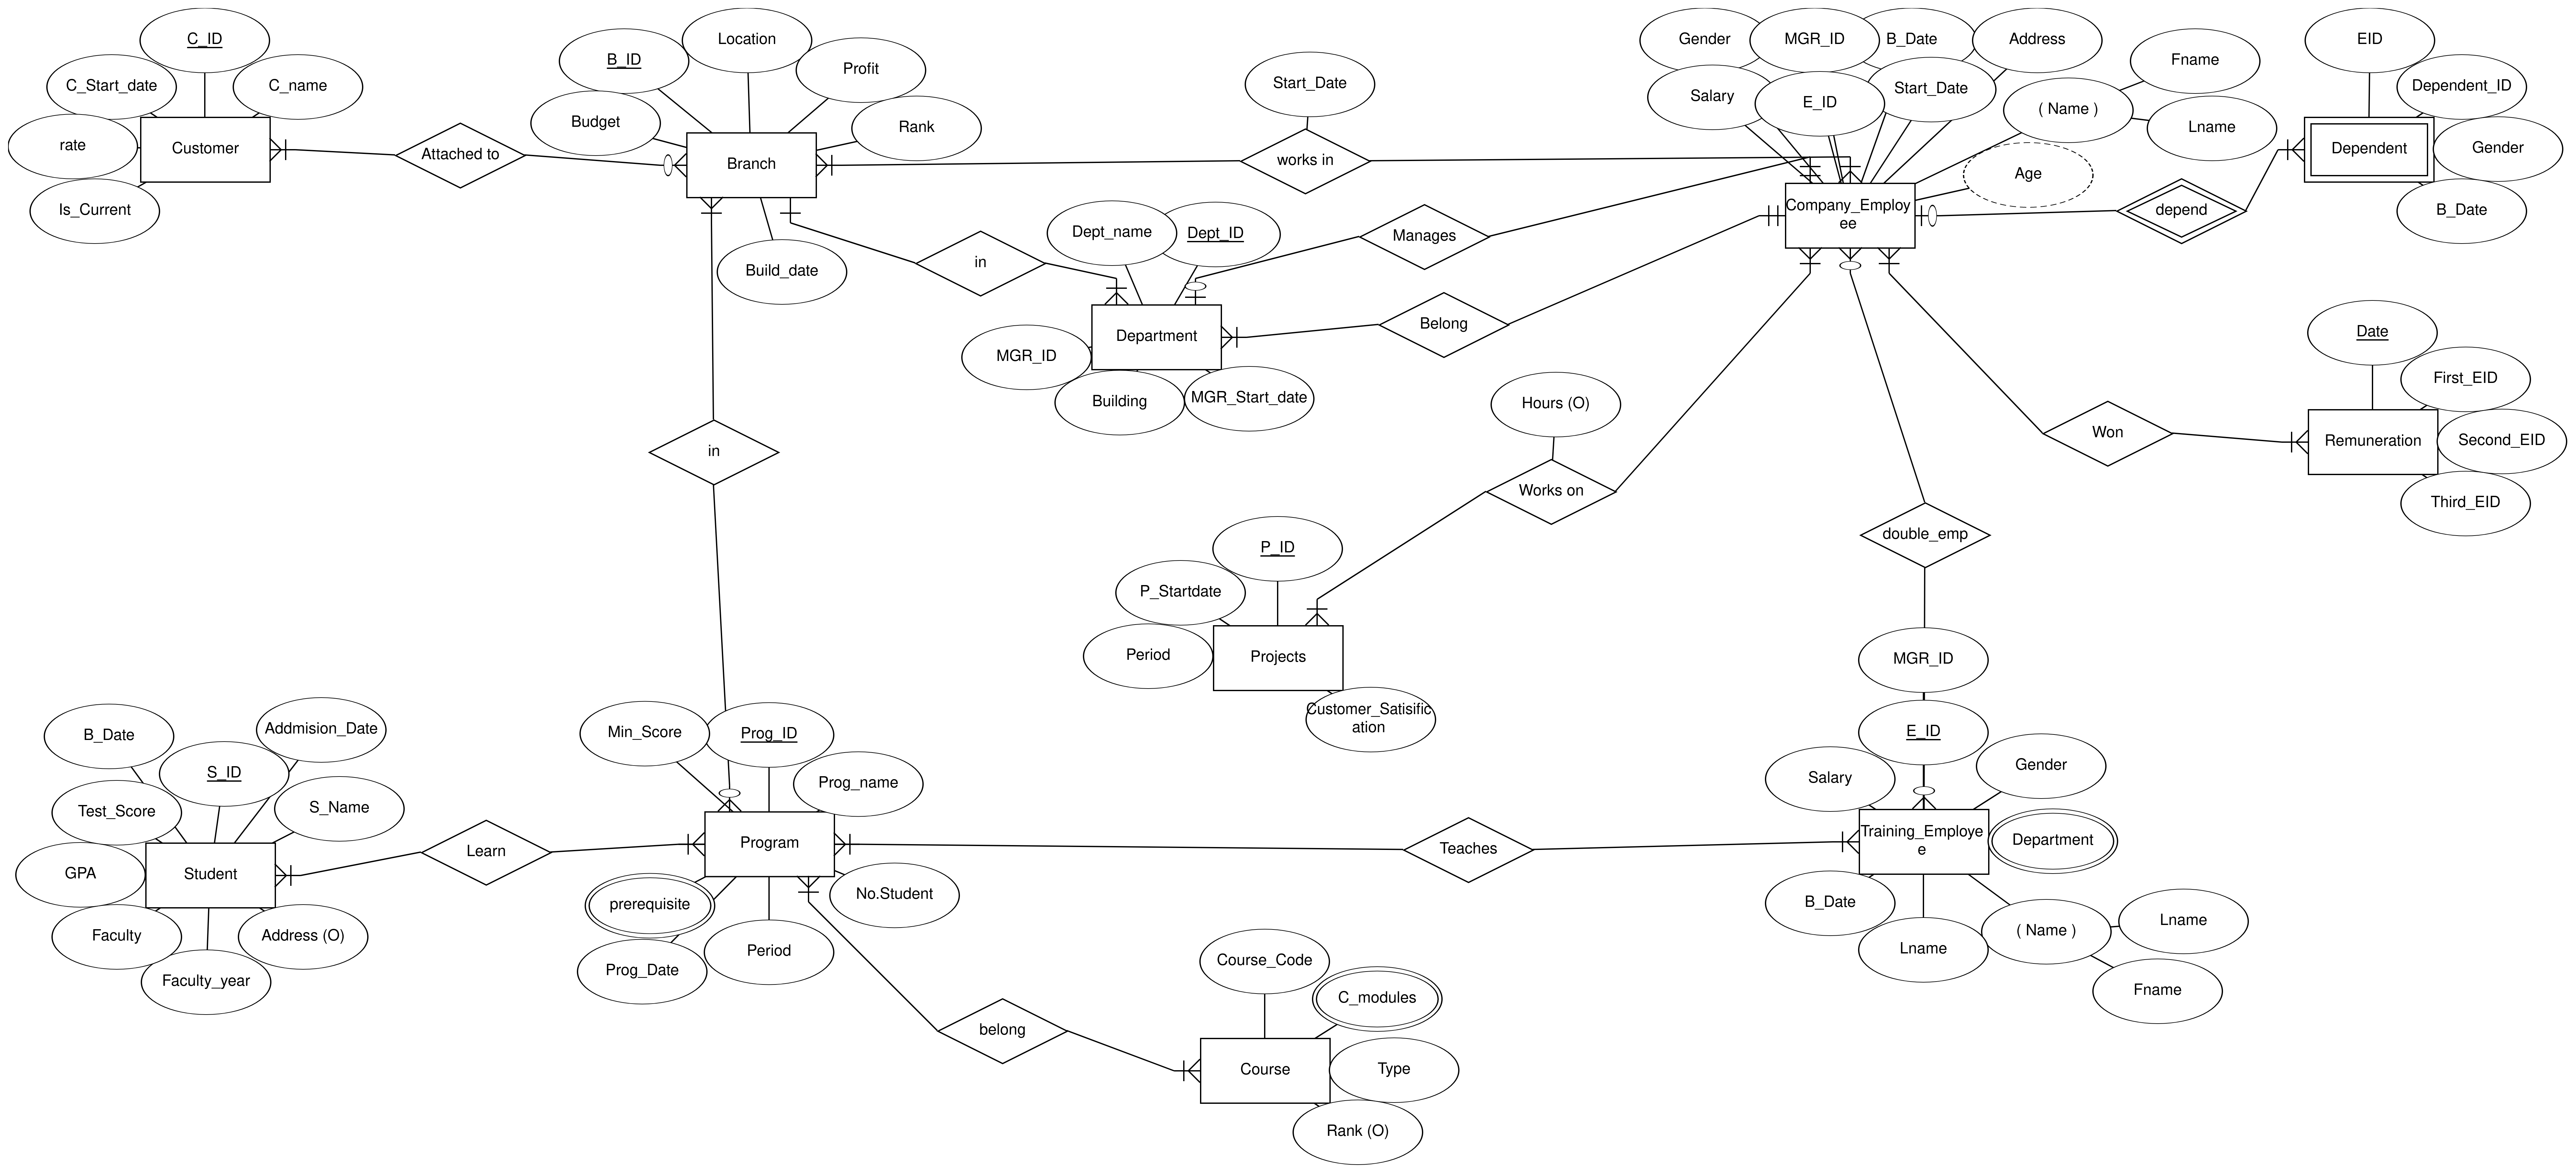 C_ID
C_Start_date
C_name
rate
Customer
Is_Current
Attached to
B_ID
Location
Profit
Budget
Rank
Branch
Build_date
Start_Date
works in
in
Dept_name
Dept_ID
MGR_ID
Department
Building
MGR_Start_date
Manages
Belong
Gender
MGR_ID
B_Date
Address
Salary
E_ID
Start_Date
( Name )
Fname
Lname
Age
Company_Employ
ee
depend
EID
Dependent_ID
Dependent
Gender
B_Date
Date
First_EID
Remuneration
Second_EID
Third_EID
Won
in
Hours (O)
Works on
double_emp
P_ID
P_Startdate
Period
Projects
Customer_Satisific
ation
B_Date
Addmision_Date
S_ID
Test_Score
S_Name
GPA
Student
Faculty
Address (O)
Faculty_year
Learn
Min_Score
Prog_ID
Prog_name
Program
prerequisite
No.Student
Prog_Date
Period
Teaches
MGR_ID
E_ID
Salary
Gender
Training_Employe
e
Department
B_Date
Lname
( Name )
Lname
Fname
belong
Course_Code
C_modules
Course
Type
Rank (O)